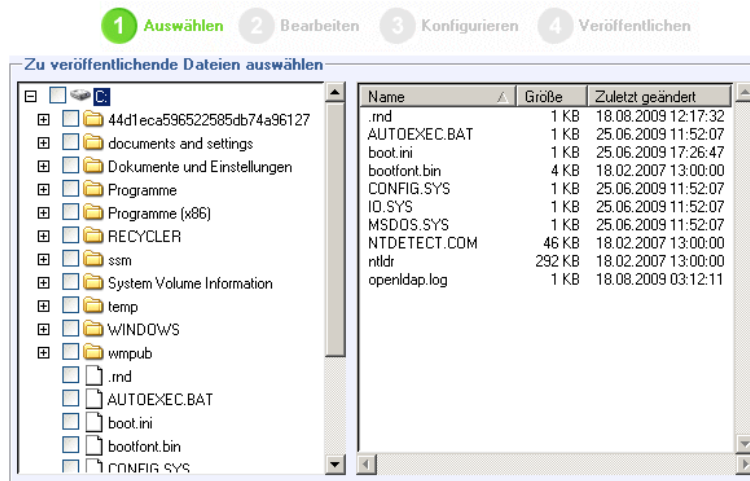 1 Auswählen 2 Bearbeiten 3 Konfigurieren 4 Veröffentlichen
Zu veröffentlichende Dateien auswählen
C:
44d1eca596522585db74a96127
documents and settings
Dokumente und Einstellungen
Programme
Programme (x86)
RECYCLER
ssm
System Volume Information
temp
WINDOWS
wmpub
.rnd
AUTOEXEC.BAT
boot.ini
bootfont.bin
CONFIG.SYS
Name Größe Zuletzt geändert
.rnd 1 KB 18.08.2009 12:17:32
AUTOEXEC.BAT 1 KB 25.06.2009 11:52:07
boot.ini 1 KB 25.06.2009 17:26:47
bootfont.bin 4 KB 18.02.2007 13:00:00
CONFIG.SYS 1 KB 25.06.2009 11:52:07
IO.SYS 1 KB 25.06.2009 11:52:07
MSDOS.SYS 1 KB 25.06.2009 11:52:07
NTDETECT.COM 46 KB 18.02.2007 13:00:00
ntldr 292 KB 18.02.2007 13:00:00
openldap.log 1 KB 18.08.2009 03:12:11